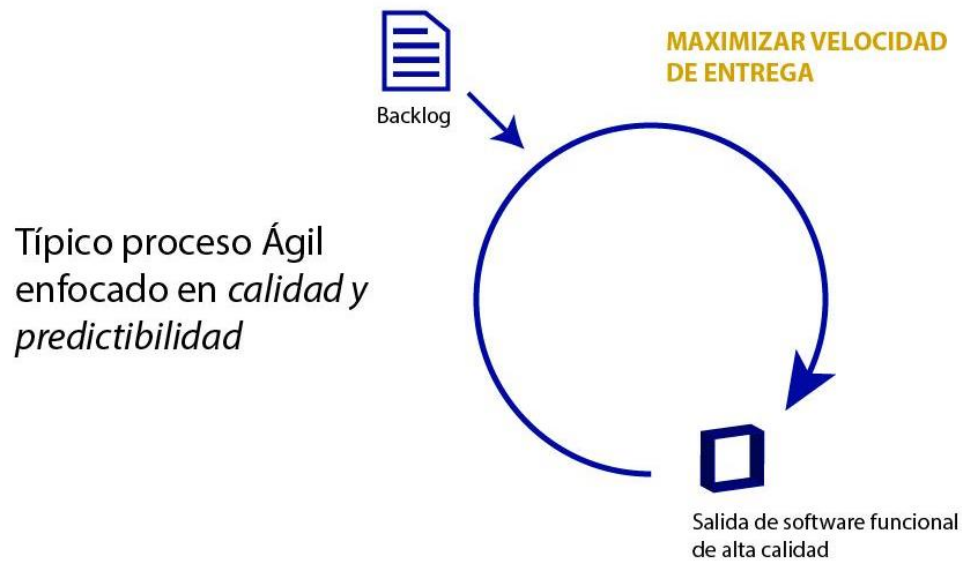 MAXIMIZAR VELOCIDAD
DE ENTREGA
Backlog
Típico proceso Ágil
enfocado en calidad y
predictibilidad
Salida de software funcional
de alta calidad